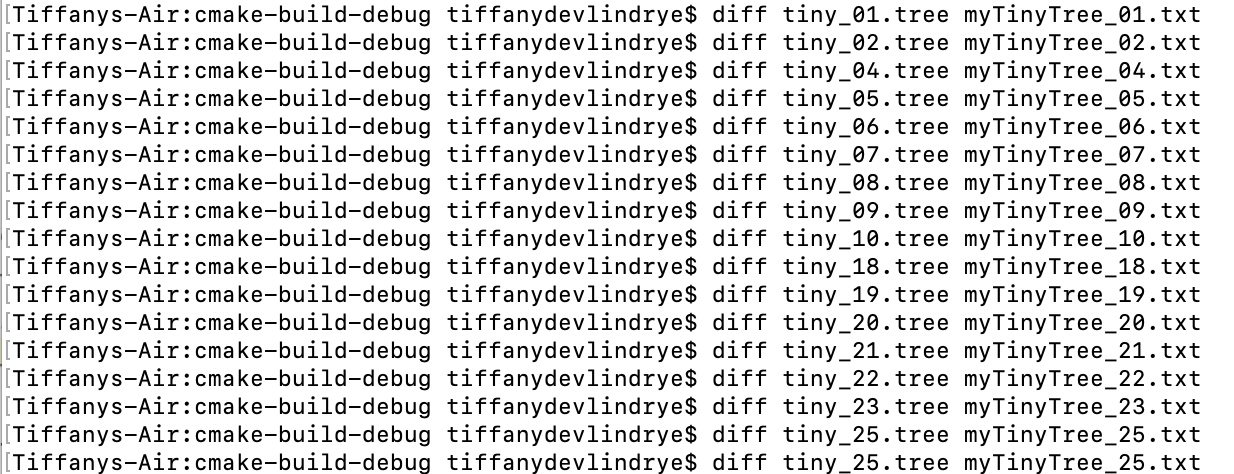 Tiffanys-Air:cmake-build-debug tiffanydevlindrye$ diff tiny_01.tree myTinyTree_01.txt
[Tiffanys-Air:cmake-build-debug tiffanydevlindrye$ diff tiny_02.tree myTinyTree_02.txt
[Tiffanys-Air:cmake-build-debug tiffanydevlindrye$ diff tiny_04.tree myTinyTree_04.txt
[Tiffanys-Air:cmake-build-debug tiffanydevlindrye$ diff tiny_05.tree myTinyTree_05.txt
[Tiffanys-Air:cmake-build-debug tiffanydevlindrye$ diff tiny_06.tree myTinyTree_06.txt
[Tiffanys-Air:cmake-build-debug tiffanydevlindrye$ diff tiny_07.tree myTinyTree_07.txt
[Tiffanys-Air:cmake-build-debug tiffanydevlindrye$ diff tiny_08.tree myTinyTree_08.txt
[Tiffanys-Air:cmake-build-debug tiffanydevlindrye$ diff tiny_09.tree myTinyTree_09.txt
[Tiffanys-Air:cmake-build-debug tiffanydevlindrye$ diff tiny_10.tree myTinyTree_10.txt
[Tiffanys-Air:cmake-build-debug tiffanydevlindrye$ diff tiny_18.tree myTinyTree_18.txt
[Tiffanys-Air:cmake-build-debug tiffanydevlindrye$ diff tiny_19.tree myTinyTree_19.txt
[Tiffanys-Air:cmake-build-debug tiffanydevlindrye$ diff tiny_20.tree myTinyTree_20.txt
[Tiffanys-Air:cmake-build-debug tiffanydevlindrye$ diff tiny_21.tree myTinyTree_21.txt
[Tiffanys-Air:cmake-build-debug tiffanydevlindrye$ diff tiny_22.tree myTinyTree_22.txt
[Tiffanys-Air:cmake-build-debug tiffanydevlindrye$ diff tiny_23.tree myTinyTree_23.txt
[Tiffanys-Air:cmake-build-debug tiffanydevlindrye$ diff tiny_25.tree myTinyTree_25.txt
[Tiffanys-Air:cmake-build-debug tiffanydevlindrye$ diff tiny_25.tree myTinyTree_25.txt